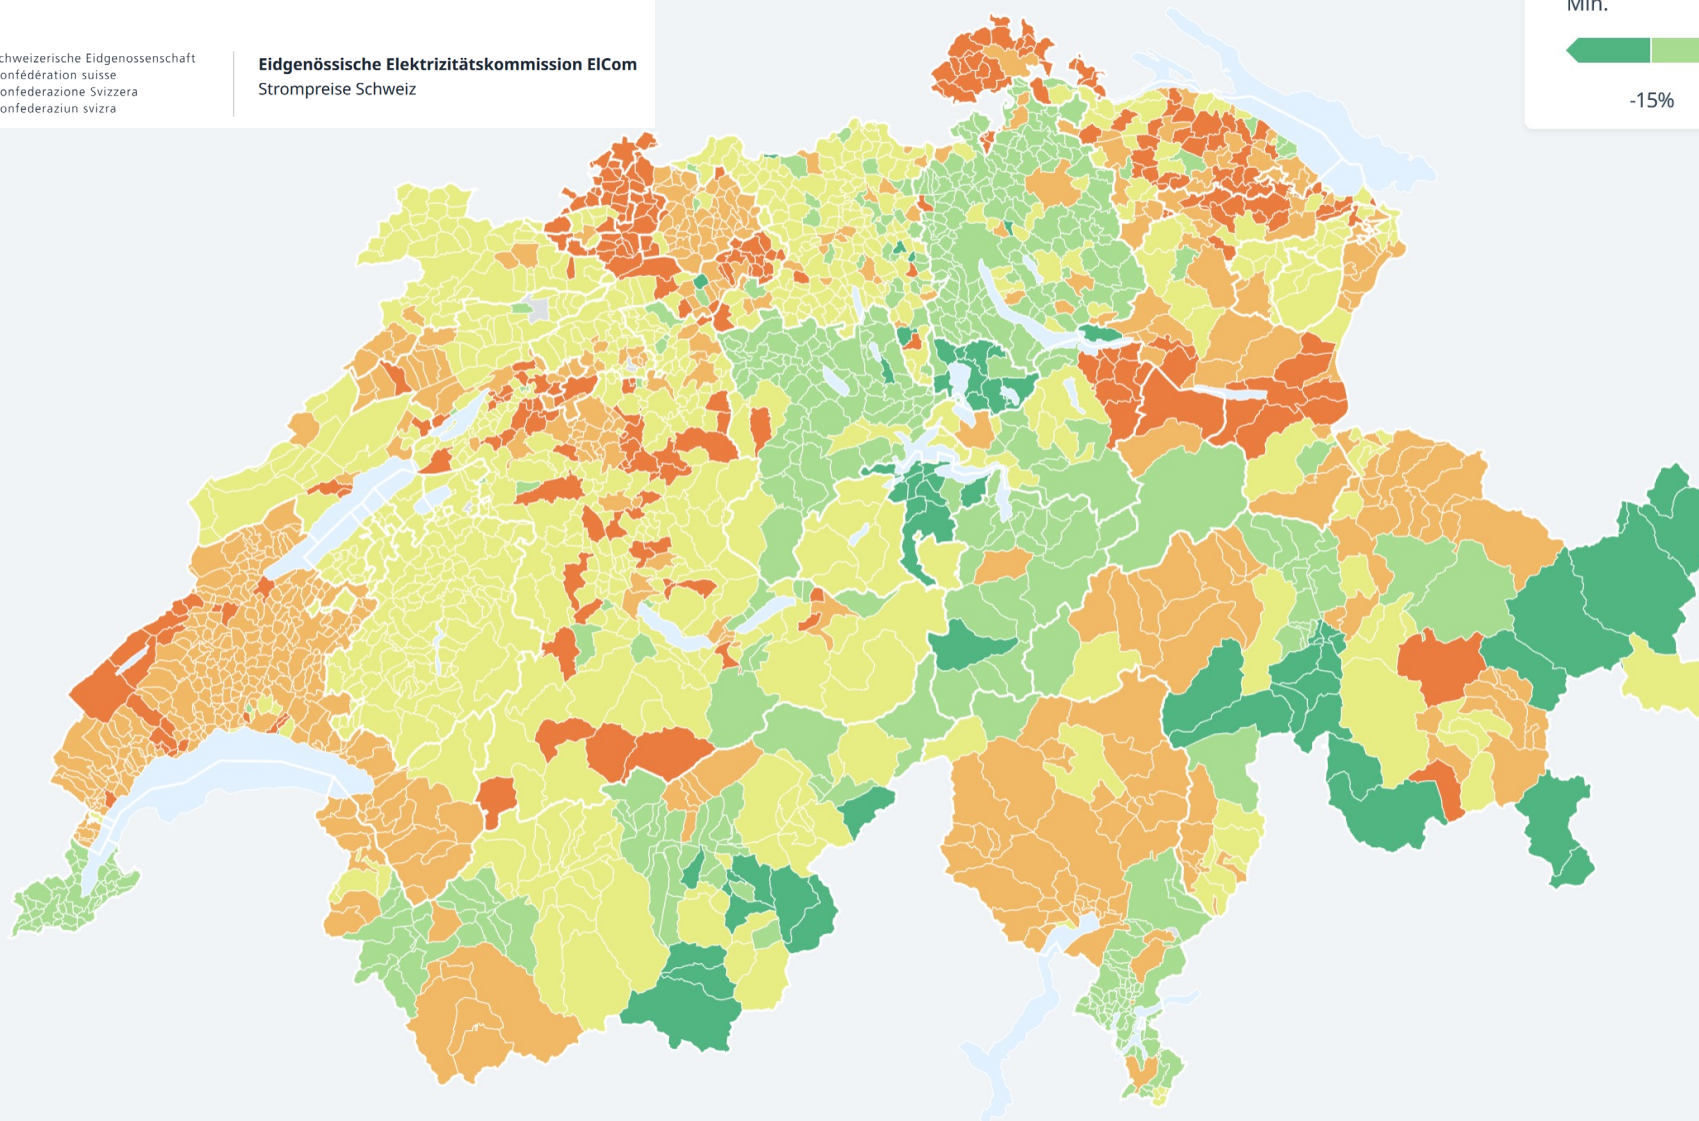 chweizerische Eidgenossenschaft
onfédération suisse
onfederazione Svizzera
onfederaziun svizra
Eidgenössische Elektrizitätskommission ElCom
Strompreise Schweiz
Min.
-15%